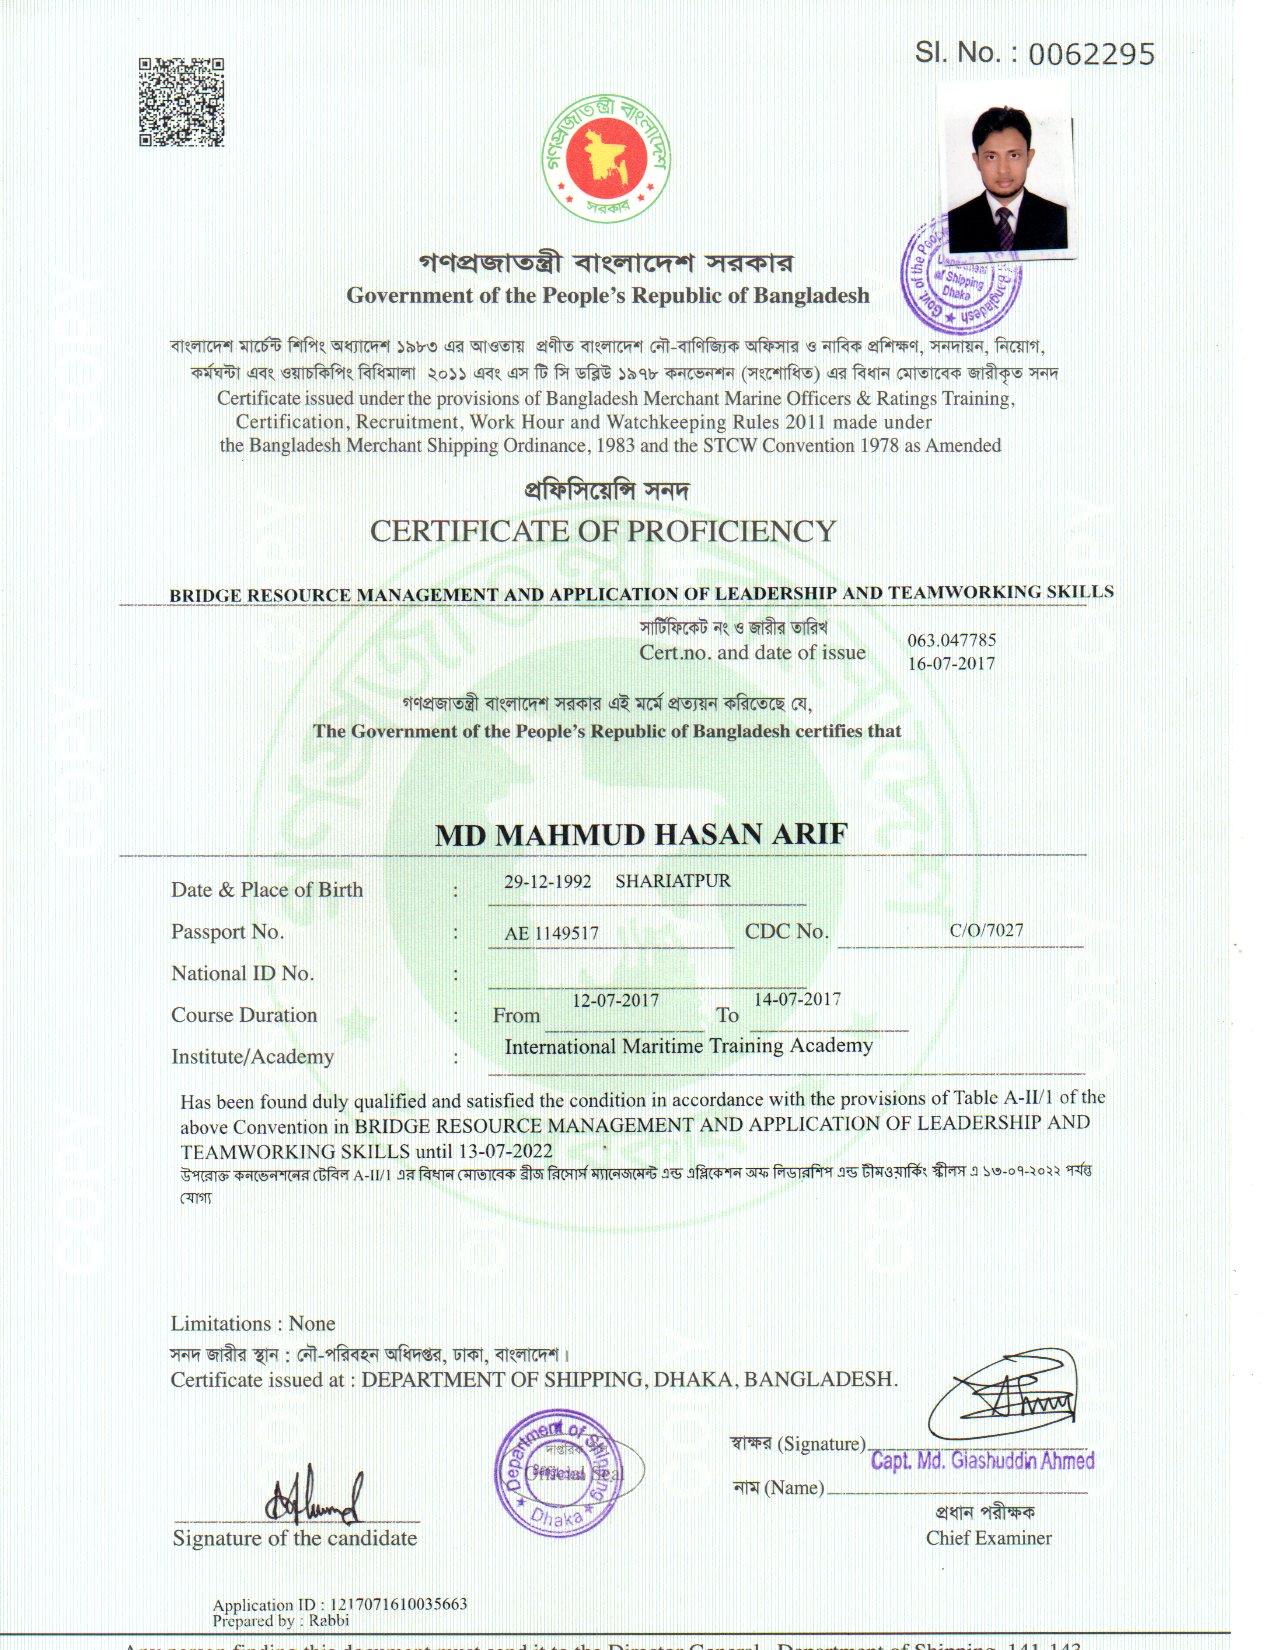 Sl. No. : 0062295
গণপ্রজাতন্ত্রী বাংলাদেশ
সরকার
গণপ্রজাতন্ত্রী বাংলাদেশ সরকার
Government of the People's Republic of Bangladesh
Department of Shipping
Dhaka
বাংলাদেশ মার্চেন্ট শিপিং অধ্যাদেশ ১৯৮৩ এর আওতায় প্রণীত বাংলাদেশ নৌ-বাণিজ্যিক অফিসার ও নাবিক প্রশিক্ষণ, সনদায়ন, নিয়োগ,
কর্মঘন্টা এবং ওয়াচকিপিং বিধিমালা ২০১১ এবং এস টি সি ডব্লিউ ১৯৭৮ কনভেনশন (সংশোধিত) এর বিধান মোতাবেক জারীকৃত সনদ
Certificate issued under the provisions of Bangladesh Merchant Marine Officers & Ratings Training,
Certification, Recruitment, Work Hour and Watchkeeping Rules 2011 made under
the Bangladesh Merchant Shipping Ordinance, 1983 and the STCW Convention 1978 as Amended
প্রফিসিয়েন্সি সনদ
CERTIFICATE OF PROFICIENCY
BRIDGE RESOURCE MANAGEMENT AND APPLICATION OF LEADERSHIP AND TEAMWORKING SKILLS
সার্টিফিকেট নং ও জারীর তারিখ
Cert.no. and date of issue 063.047785
16-07-2017
গণপ্রজাতন্ত্রী বাংলাদেশ সরকার এই মর্মে প্রত্যয়ন করিতেছে যে,
The Government of the People's Republic of Bangladesh certifies that
MD MAHMUD HASAN ARIF
Date & Place of Birth : 29-12-1992 SHARIATPUR
Passport No. : AE 1149517 CDC No. C/O/7027
National ID No. :
Course Duration : From 12-07-2017 To 14-07-2017
Institute/Academy : International Maritime Training Academy
Has been found duly qualified and satisfied the condition in accordance with the provisions of Table A-II/1 of the
above Convention in BRIDGE RESOURCE MANAGEMENT AND APPLICATION OF LEADERSHIP AND
TEAMWORKING SKILLS until 13-07-2022
উপরোক্ত কনভেনশনের টেবিল A-II/1 এর বিধান মোতাবেক ব্রীজ রিসোর্স ম্যানেজমেন্ট এন্ড এপ্লিকেশন অফ লিডারশিপ এন্ড টীমওয়ার্কিং স্কীলস এ ১৩-০৭-২০২২ পর্যন্ত
যোগ্য
Limitations : None
সনদ জারীর স্থান : নৌ-পরিবহন অধিদপ্তর, ঢাকা, বাংলাদেশ।
Certificate issued at : DEPARTMENT OF SHIPPING, DHAKA, BANGLADESH.
Department of Shipping
দাপ্তরিক
Official Seal
Bangladesh
Dhaka
স্বাক্ষর (Signature)
Capt. Md. Giashuddin Ahmed
নাম (Name)
প্রধান পরীক্ষক
Signature of the candidate
Chief Examiner
Application ID : 1217071610035663
Prepared by : Rabbi